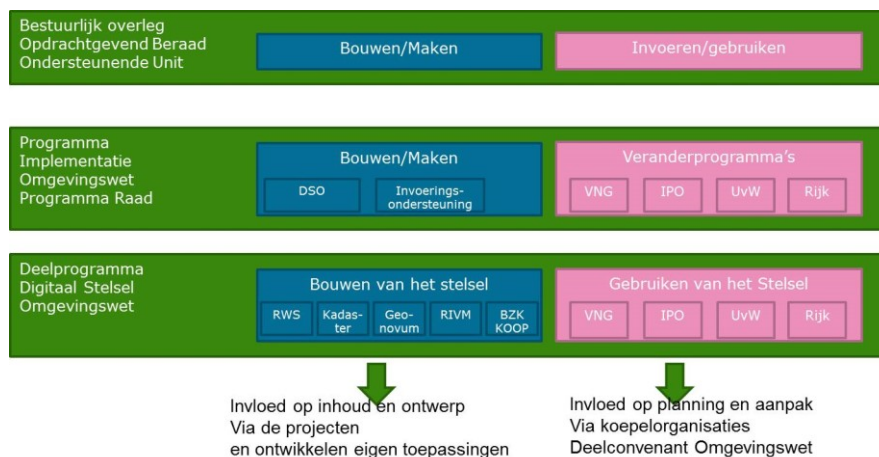 Bestuurlijk overleg
Opdrachtgevend Beraad
Ondersteunende Unit
Bouwen/Maken
Invoeren/gebruiken
Programma
Implementatie
Omgevingswet
Programma Raad
Bouwen/Maken
DSO
Invoerings-
ondersteuning
Veranderprogramma's
VNG
IPO
UvW
Rijk
Deelprogramma
Digitaal Stelsel
Omgevingswet
Bouwen van het stelsel
RWS
Kadas-
ter
Geo-
novum
RIVM
BZK
KOOP
Gebruiken van het Stelsel
VNG
IPO
UvW
Rijk
Invloed op inhoud en ontwerp
Via de projecten
en ontwikkelen eigen toepassingen
Invloed op planning en aanpak
Via koepelorganisaties
Deelconvenant Omgevingswet